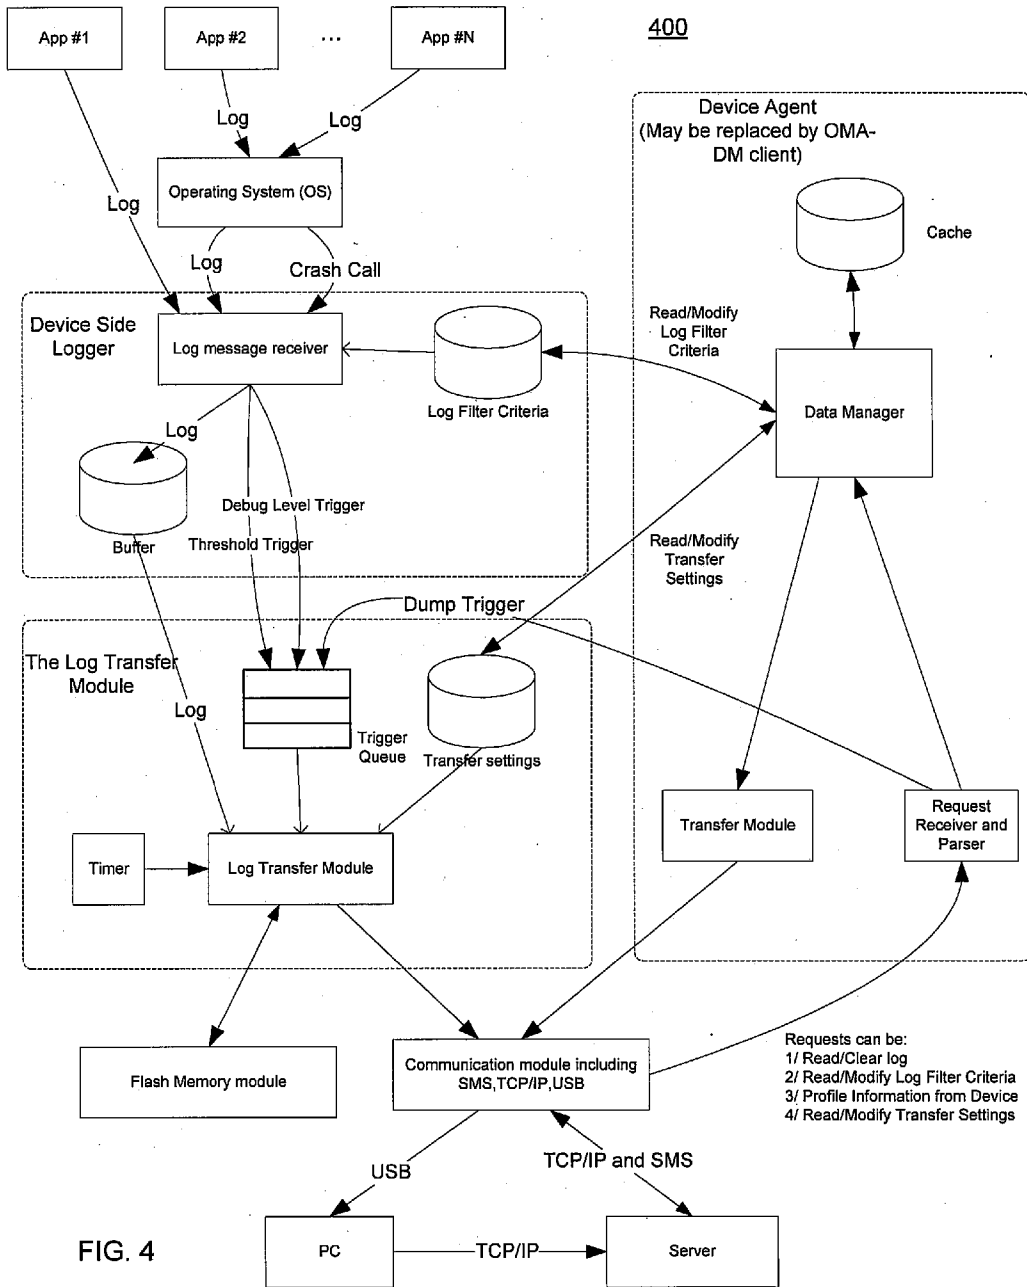 App #1
App #2
...
App #N
400
Log
Log
Log
Operating System (OS)
Log
Crash Call
Device Agent
(May be replaced by OMA-
DM client)
Cache
Device Side
Logger
Log message receiver
Log Filter Criteria
Read/Modify
Log Filter
Criteria
Data Manager
Log
Buffer
Debug Level Trigger
Threshold Trigger
Read/Modify
Transfer
Settings
Dump Trigger
The Log Transfer
Module
Log
Trigger
Queue
Transfer settings
Timer
Log Transfer Module
Transfer Module
Request
Receiver and
Parser
Flash Memory module
Communication module including
SMS,TCP/IP,USB
Requests can be:
1/ Read/Clear log
2/ Read/Modify Log Filter Criteria
3/ Profile Information from Device
4/ Read/Modify Transfer Settings
USB
TCP/IP and SMS
FIG. 4
PC
TCP/IP
Server